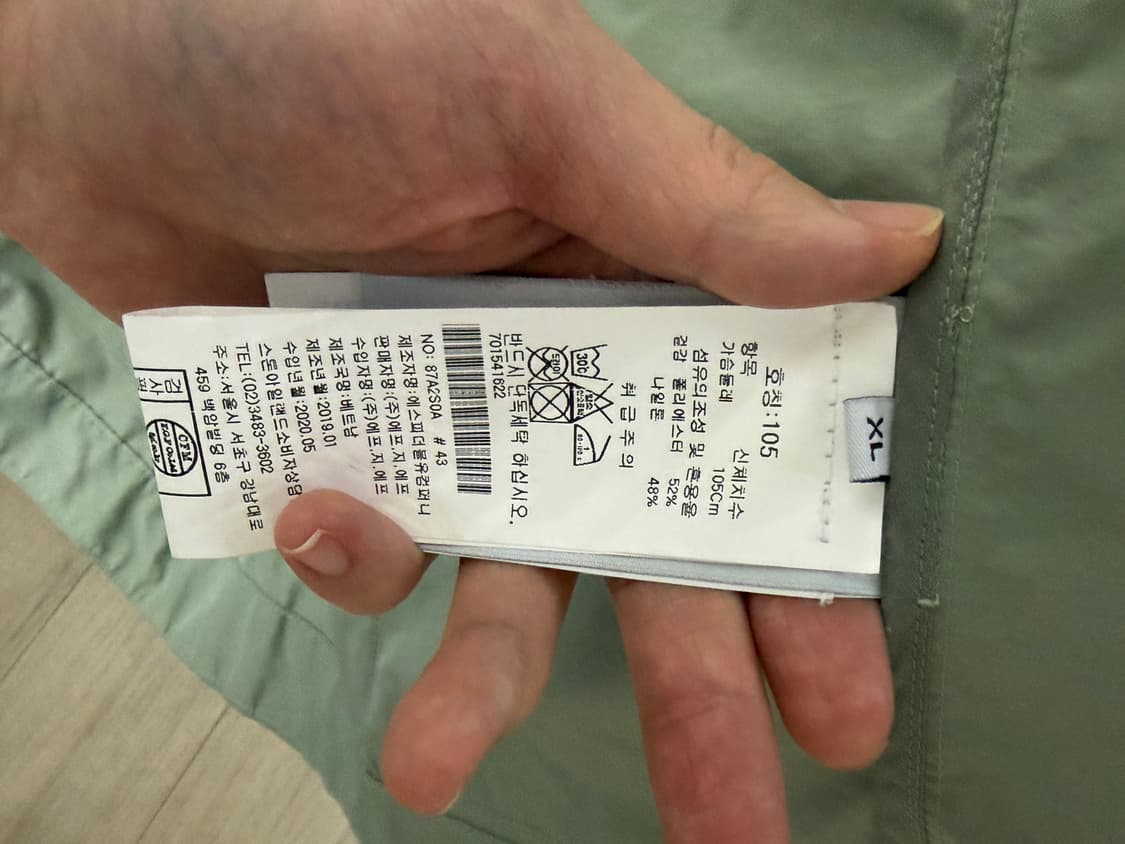 XL
호칭:105
항목 신체치수
가슴둘레 105Cm
섬유의조성 및 혼용율
겉감 폴리에스터 52%
나일론 48%
취급주의
30℃
반드시 단독세탁 하십시오.
701541622
NO: 87A2S0A # 43
제조자명:에스피더블유컴퍼니
판매자명:(주)에프.지.에프
수입자명:(주)에프.지.에프
제조국명:베트남
제조년월:2019.01
수입년월:2020.05
스톤아일랜드소비자상담
TEL:(02)3483-3602
주소:서울시 서초구 강남대로
459 백암빌딩 6층
검사